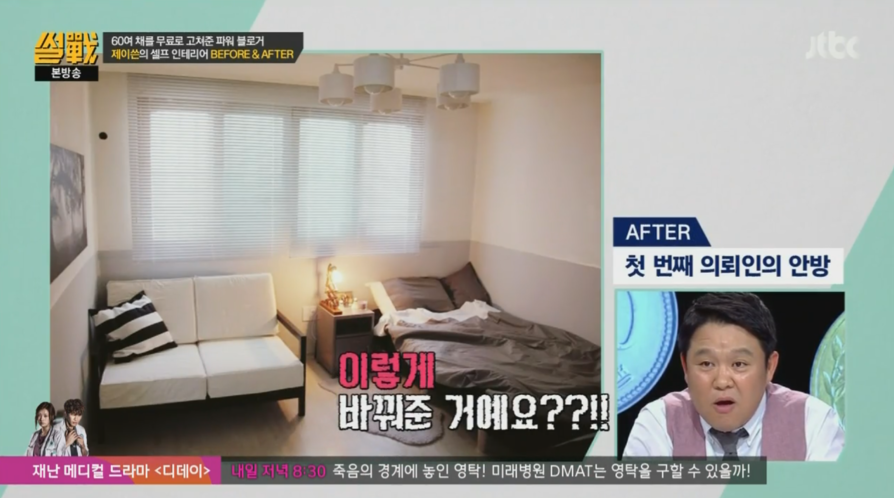 썰戰
본방송
60여 채를 무료로 고쳐준 파워 블로거
제이쓴의 셀프 인테리어 BEFORE & AFTER
jtbc
AFTER
첫 번째 의뢰인의 안방
이렇게
바꿔준 거예요??!!
재난 메디컬 드라마 <디데이>
내일 저녁 8:30 죽음의 경계에 놓인 영탁! 미래병원 DMAT는 영탁을 구할 수 있을까!